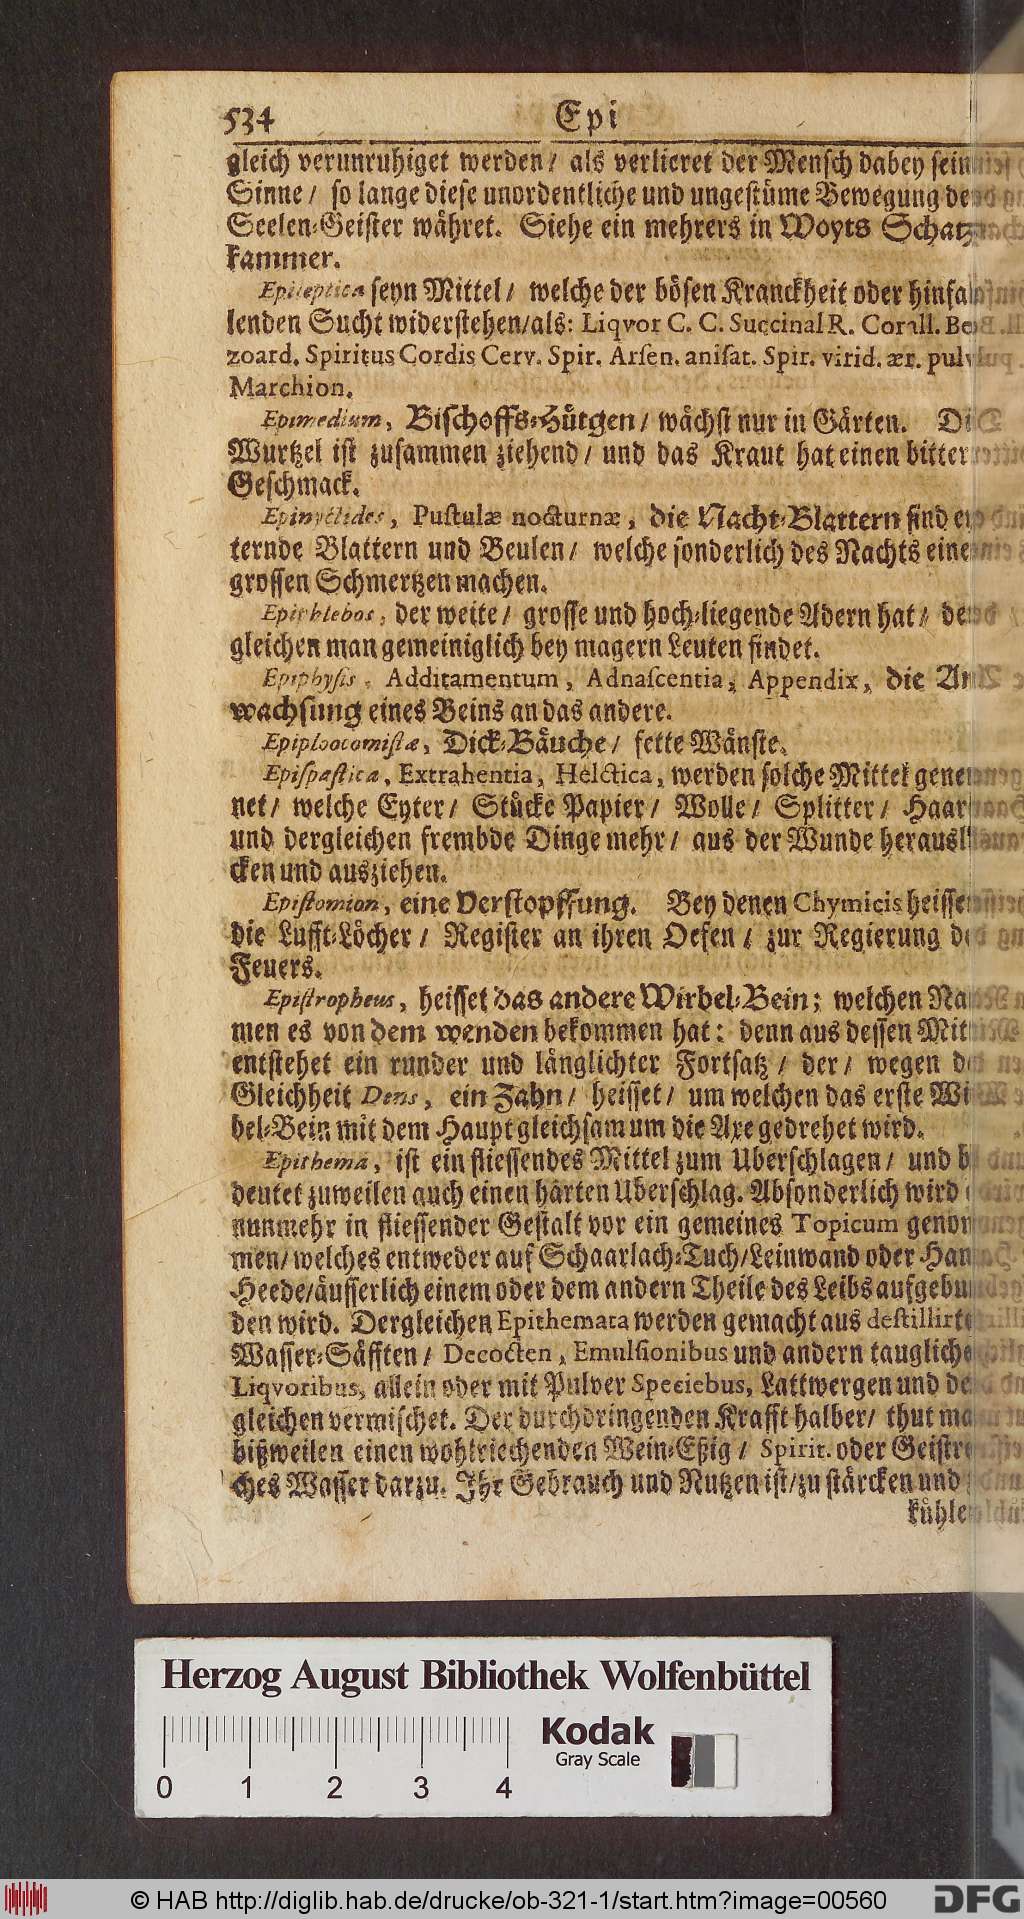 534
Epi
gleich verunruhiget werden/ als verlieret der Mensch dabey sein
Sinne/ so lange diese unordentliche und ungestüme Bewegung de
Seelen-Geister währet. Siehe ein mehrers in Woyts Schatz
kammer.
Epileptica seyn Mittel/ welche der bösen Kranckheit oder hinfal
lenden Sucht widerstehen/als: Liqvor C. C. Succinal R. Corall. Be
zoard. Spiritus Cordis Cerv. Spir. Arsen. anisat. Spir. virid. ær. pulv
Marchion.
Epimedium, Bischoffs-Hütgen/ wächst nur in Gärten. Di
Wurtzel ist zusammen ziehend/ und das Kraut hat einen bitter
Geschmack.
Epinyctides, Pustulæ nocturnæ, die Nacht-Blattern sind ey
ternde Blattern und Beulen/ welche sonderlich des Nachts eine
grossen Schmertzen machen.
Epiphlebos, der weite/ grosse und hoch-liegende Adern hat/ de
gleichen man gemeiniglich bey magern Leuten findet.
Epiphysis, Additamentum, Adnascentia, Appendix, die An
wachsung eines Beins an das andere.
Epiploocomistæ, Dick-Bäuche/ fette Wänste.
Epispastica, Extrahentia, Helctica, werden solche Mittel genen
net/ welche Eyter/ Stücke Papier/ Wolle/ Splitter/ Haar
und dergleichen frembde Dinge mehr/ aus der Wunde herausl
cken und ausziehen.
Epistomion, eine Verstopffung. Bey denen Chymicis heisse
die Lufft-Löcher/ Register an ihren Oefen/ zur Regierung de
Feuers.
Epistropheus, heisset das andere Wirbel-Bein; welchen Na
men es von dem wenden bekommen hat: denn aus dessen Mit
entstehet ein runder und länglichter Fortsatz/ der/ wegen de
Gleichheit Dens, ein Zahn/ heisset/ um welchen das erste Wi
bel-Bein mit dem Haupt gleichsam um die Axe gedrehet wird.
Epithema, ist ein fliessendes Mittel zum Uberschlagen/ und b
deutet zuweilen auch einen harten Uberschlag. Absonderlich wird
nunmehr in fliessender Gestalt vor ein gemeines Topicum genom
men/ welches entweder auf Schaarlach-Tuch/Leinwand oder Han
Heede/äusserlich einem oder dem andern Theile des Leibs aufgebun
den wird. Dergleichen Epithemata werden gemacht aus destillirte
Wasser-Säfften/ Decocten, Emulsionibus und andern tauglichen
Liqvoribus, allein oder mit Pulver Speciebus, Lattwergen und de
gleichen vermischet. Der durchdringenden Krafft halber/ thut man
bißweilen einen wohlriechenden Wein-Eßig/ Spirit. oder Geistre
ches Wasser darzu. Ihr Gebrauch und Nutzen ist/zu stärcken und
kühle
Herzog August Bibliothek Wolfenbüttel
0 1 2 3 4
Kodak
Gray Scale
© HAB http://diglib.hab.de/drucke/ob-321-1/start.htm?image=00560
DFG